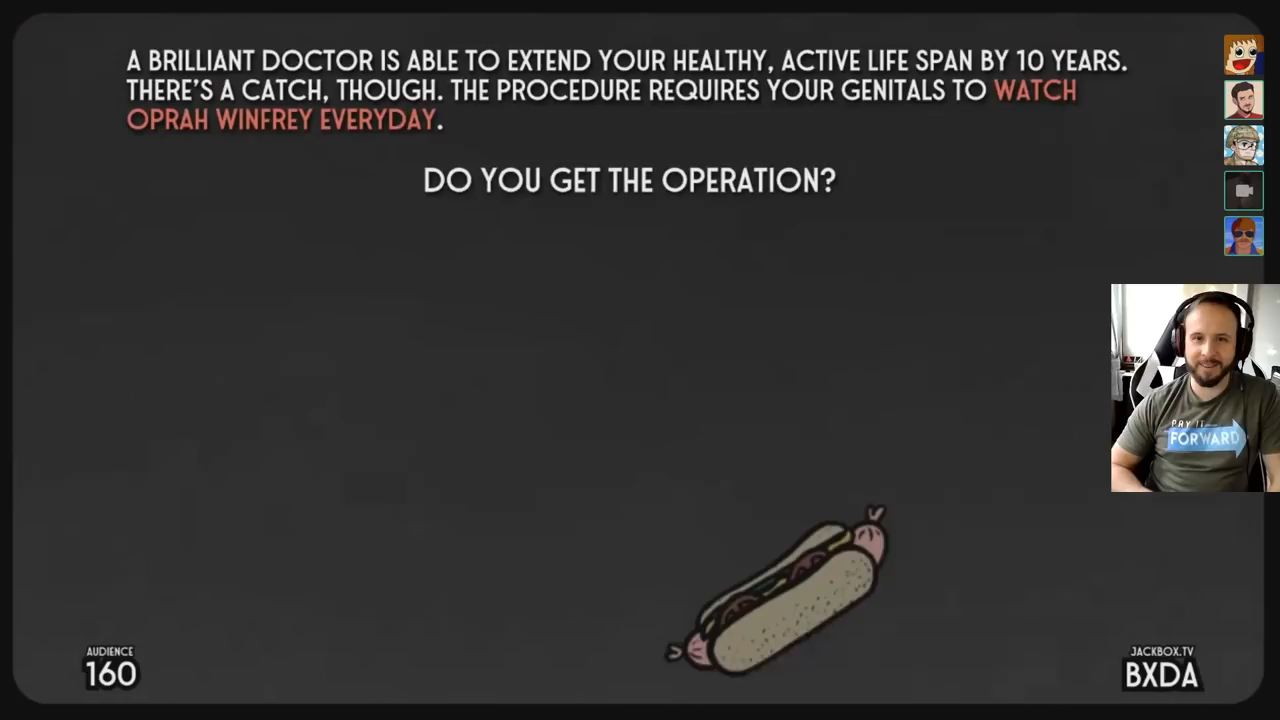 A BRILLIANT DOCTOR IS ABLE TO EXTEND YOUR HEALTHY, ACTIVE LIFE SPAN BY 10 YEARS.
THERE'S A CATCH, THOUGH. THE PROCEDURE REQUIRES YOUR GENITALS TO WATCH
OPRAH WINFREY EVERYDAY.
DO YOU GET THE OPERATION?
PAY IT
FORWARD
AUDIENCE
160
JACKBOX.TV
BXDA